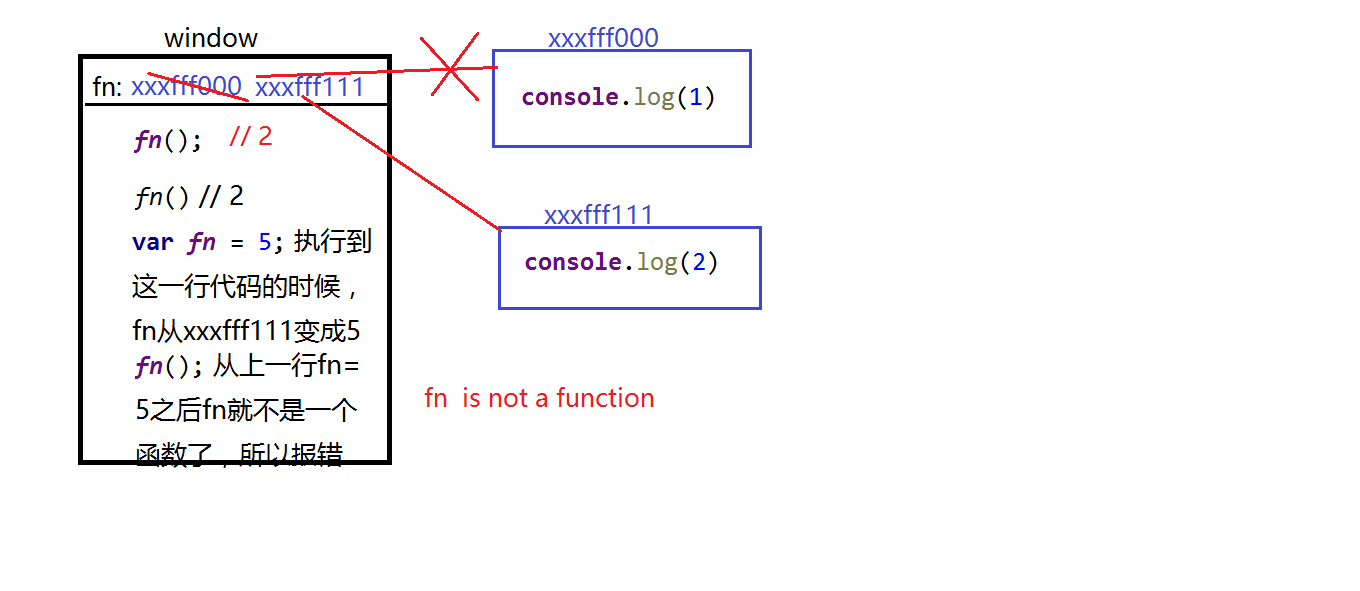 window
xxxfff000
fn: xxxfff000 xxxfff111
console.log(1)
fn(); // 2
fn() // 2
xxxfff111
var fn = 5; 执行到
console.log(2)
这一行代码的时候，
fn从xxxfff111变成5
fn(); 从上一行fn=
fn is not a function
5之后fn就不是一个
函数了，所以报错